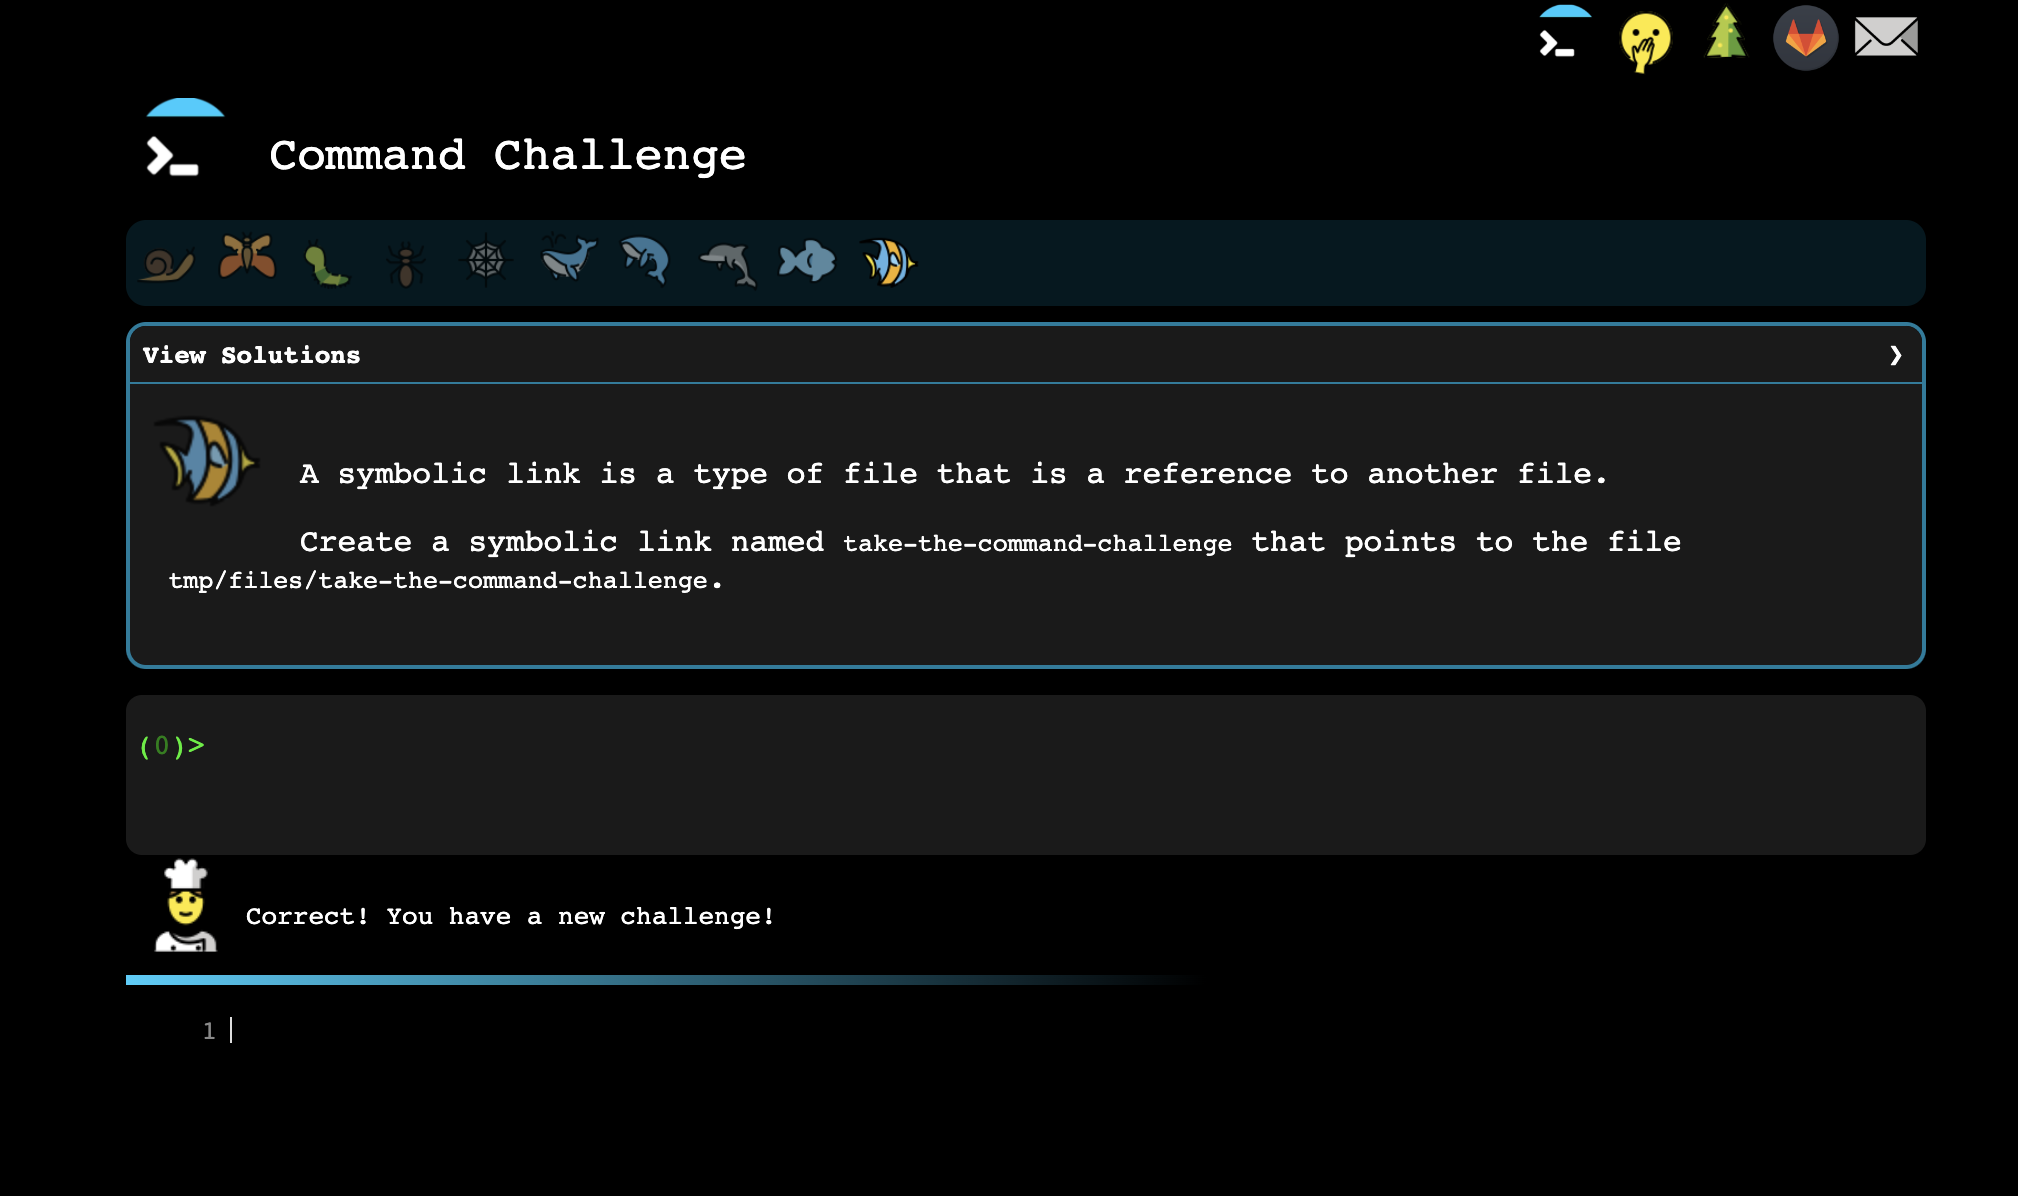 Command Challenge
View Solutions ❯
A symbolic link is a type of file that is a reference to another file.
Create a symbolic link named take-the-command-challenge that points to the file
tmp/files/take-the-command-challenge.
(0)>
Correct! You have a new challenge!
1